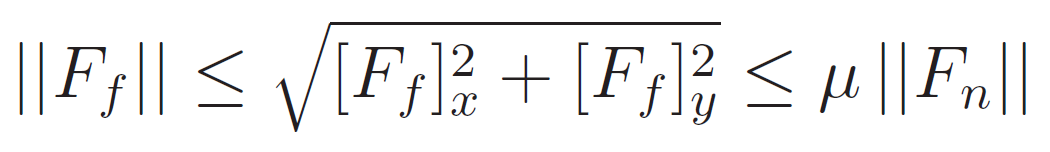 ||F_f|| ≤ √([F_f]_x^2 + [F_f]_y^2) ≤ μ ||F_n||